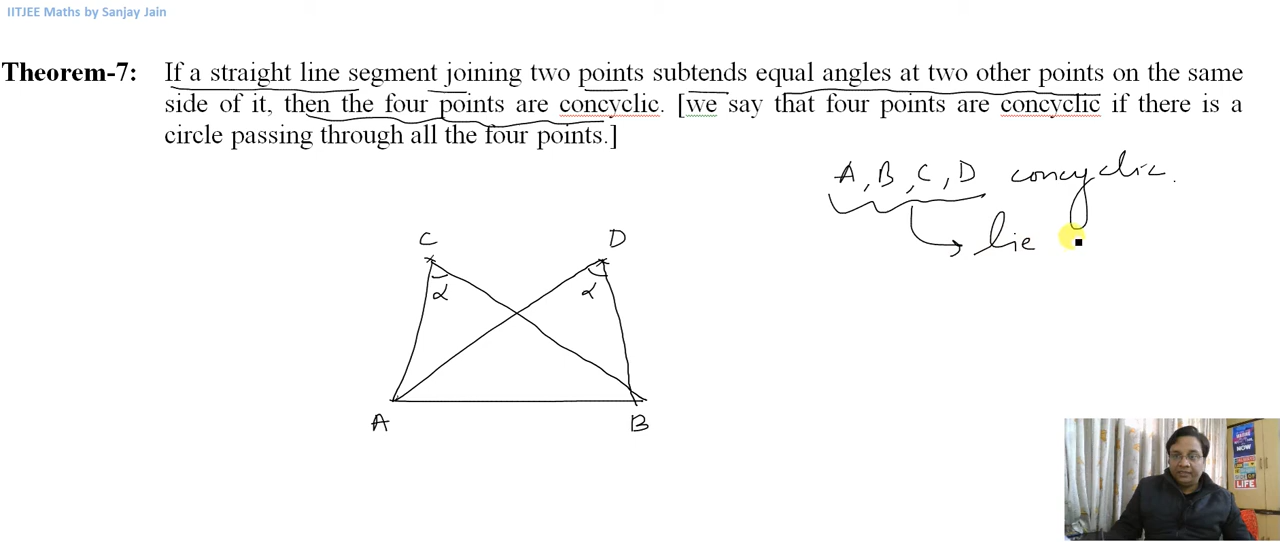 IITJEE Maths by Sanjay Jain
Theorem-7: If a straight line segment joining two points subtends equal angles at two other points on the same
side of it, then the four points are concyclic. [we say that four points are concyclic if there is a
circle passing through all the four points.]
A, B, C, D concyclic.
lie
C D
α α
A B
NOW
LIFE